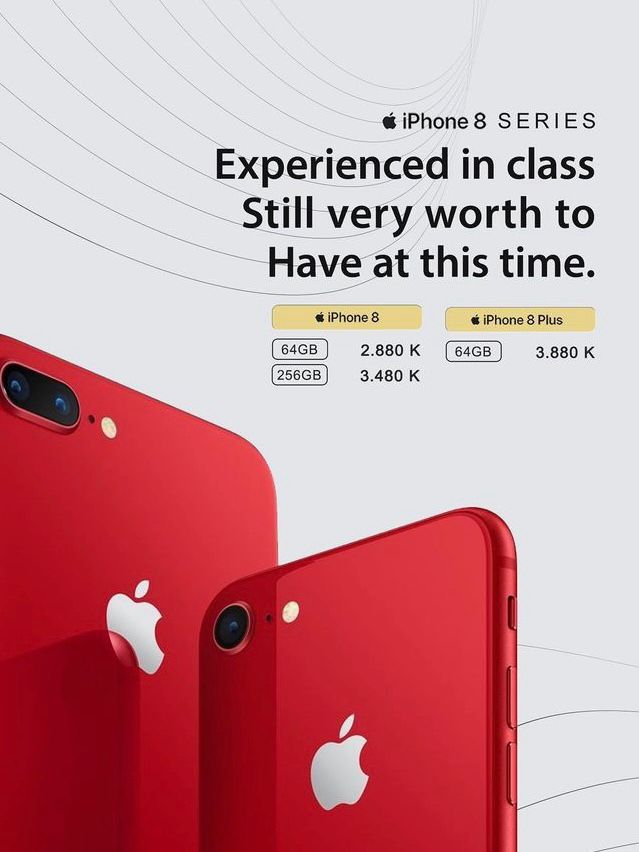 iPhone 8 SERIES
Experienced in class
Still very worth to
Have at this time.
iPhone 8
64GB 2.880 K
256GB 3.480 K
iPhone 8 Plus
64GB 3.880 K